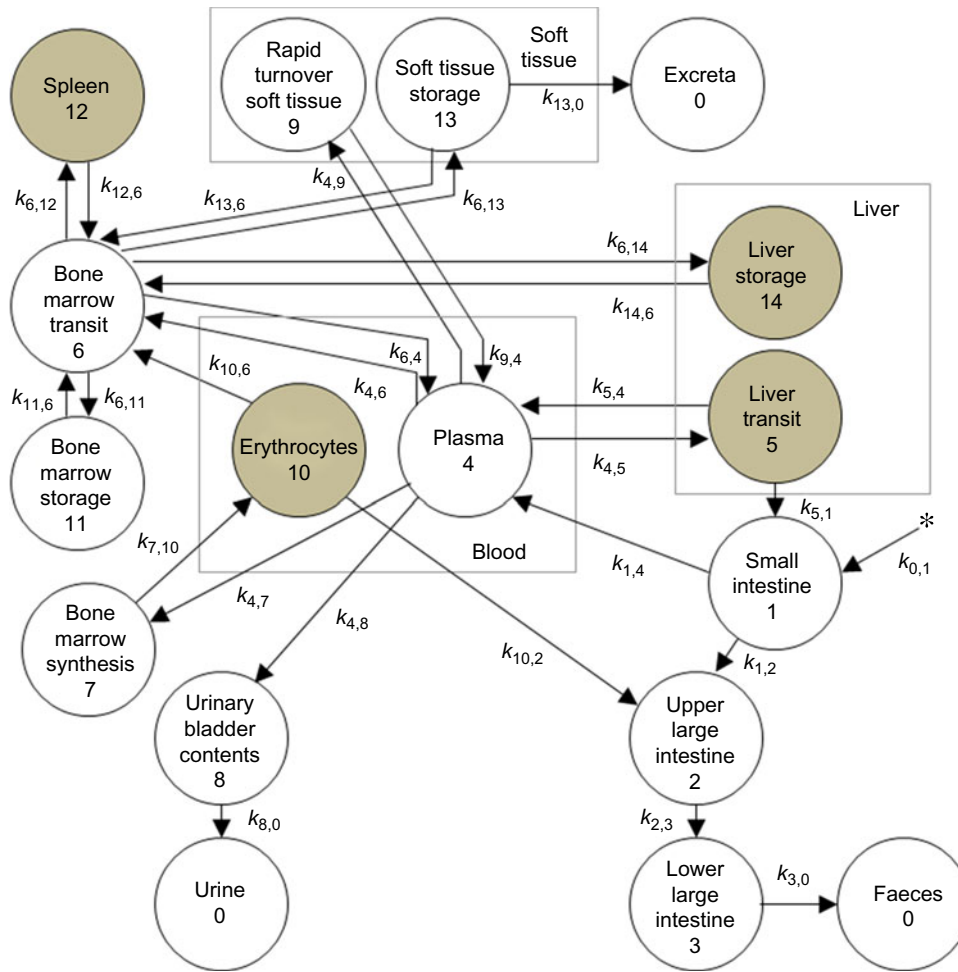 Spleen
12
Rapid
turnover
soft tissue
9
Soft tissue
storage
13
Soft
tissue
k13,0
Excreta
0
k6,12
k12,6
k13,6
k4,9
k6,13
Liver
k6,14
Liver
storage
14
k14,6
Bone
marrow
transit
6
k10,6
k6,4
k4,6
k9,4
k5,4
Liver
transit
5
k4,5
k11,6
k6,11
Erythrocytes
10
Plasma
4
Bone
marrow
storage
11
k5,1
*
k7,10
Blood
k1,4
Small
intestine
1
k0,1
Bone
marrow
synthesis
7
k4,7
k4,8
k10,2
k1,2
Urinary
bladder
contents
8
Upper
large
intestine
2
k8,0
k2,3
Urine
0
Lower
large
intestine
3
k3,0
Faeces
0